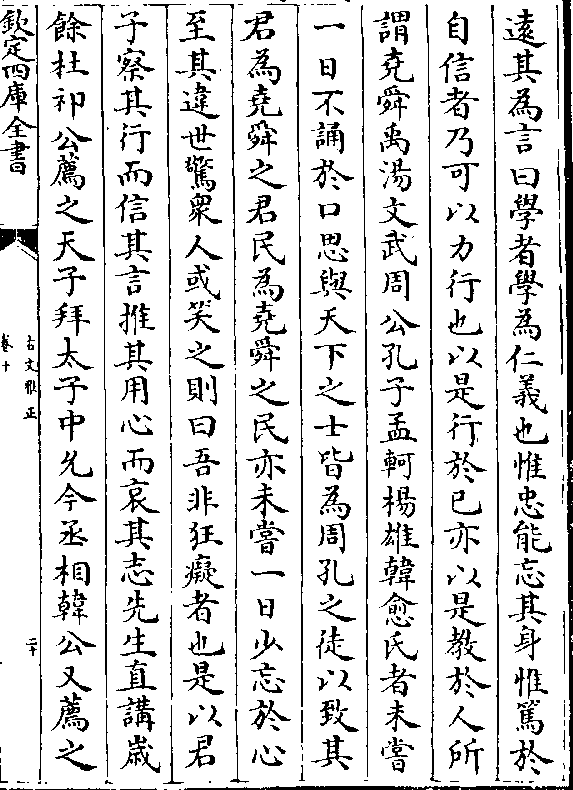 遠其為言曰學者學為仁義也惟忠能忘其身惟篤於
自信者乃可以力行也以是行於已亦以是教於人所
謂堯舜禹湯文武周公孔子孟軻楊雄韓愈氏者未嘗
一日不誦於口思與天下之士皆為周孔之徒以致其
君為堯舜之君民為堯舜之民亦未嘗一日少忘於心
至其違世驚衆人或笑之則曰吾非狂癡者也是以君
子察其行而信其言推其用心而哀其志先生直講嵗
餘杜祁公薦之天子拜太子中允今丞相韓公又薦之
欽定四庫全書
古文雅正
卷十
二十